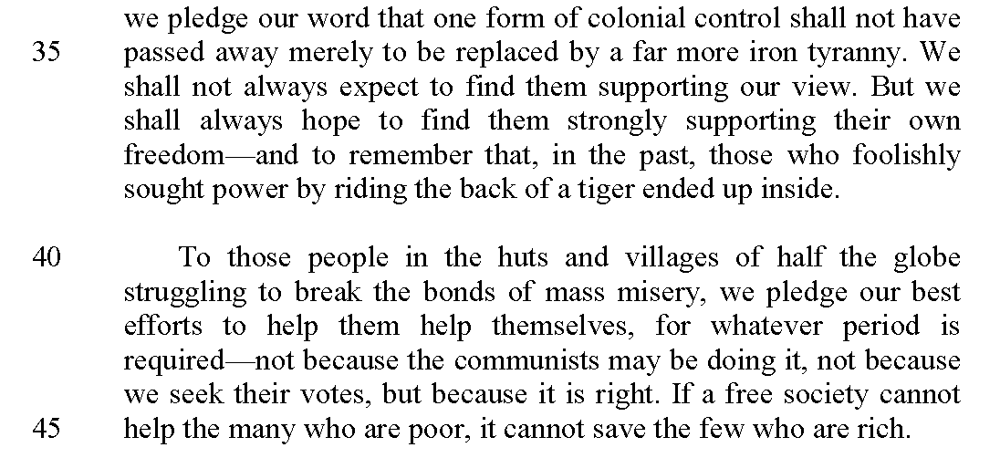 we pledge our word that one form of colonial control shall not have
35 passed away merely to be replaced by a far more iron tyranny. We
shall not always expect to find them supporting our view. But we
shall always hope to find them strongly supporting their own
freedom—and to remember that, in the past, those who foolishly
sought power by riding the back of a tiger ended up inside.
40 To those people in the huts and villages of half the globe
struggling to break the bonds of mass misery, we pledge our best
efforts to help them help themselves, for whatever period is
required—not because the communists may be doing it, not because
we seek their votes, but because it is right. If a free society cannot
45 help the many who are poor, it cannot save the few who are rich.